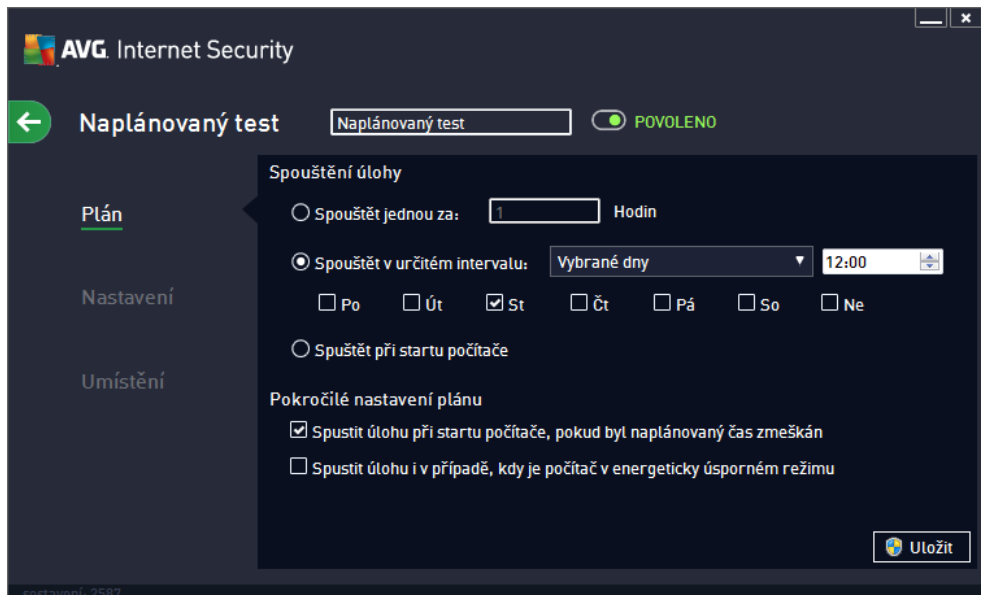 AVG. Internet Security
Naplánovaný test
Naplánovaný test
POVOLENO
Plán
Nastavení
Umístění
Spouštění úlohy
Spouštět jednou za: 1 Hodin
Spouštět v určitém intervalu: Vybrané dny 12:00
Po Út St Čt Pá So Ne
Spuštět při startu počítače
Pokročilé nastavení plánu
Spustit úlohu při startu počítače, pokud byl naplánovaný čas zmeškán
Spustit úlohu i v případě, kdy je počítač v energeticky úsporném režimu
Uložit
sestavení: 2587